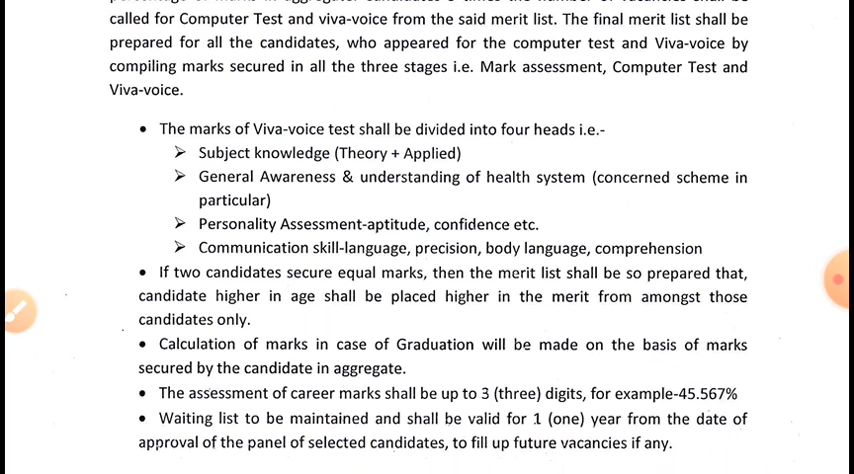 called for Computer Test and viva-voice from the said merit list. The final merit list shall be
prepared for all the candidates, who appeared for the computer test and Viva-voice by
compiling marks secured in all the three stages i.e. Mark assessment, Computer Test and
Viva-voice.
• The marks of Viva-voice test shall be divided into four heads i.e.-
➢ Subject knowledge (Theory + Applied)
➢ General Awareness & understanding of health system (concerned scheme in
particular)
➢ Personality Assessment-aptitude, confidence etc.
➢ Communication skill-language, precision, body language, comprehension
• If two candidates secure equal marks, then the merit list shall be so prepared that,
candidate higher in age shall be placed higher in the merit from amongst those
candidates only.
• Calculation of marks in case of Graduation will be made on the basis of marks
secured by the candidate in aggregate.
• The assessment of career marks shall be up to 3 (three) digits, for example-45.567%
• Waiting list to be maintained and shall be valid for 1 (one) year from the date of
approval of the panel of selected candidates, to fill up future vacancies if any.